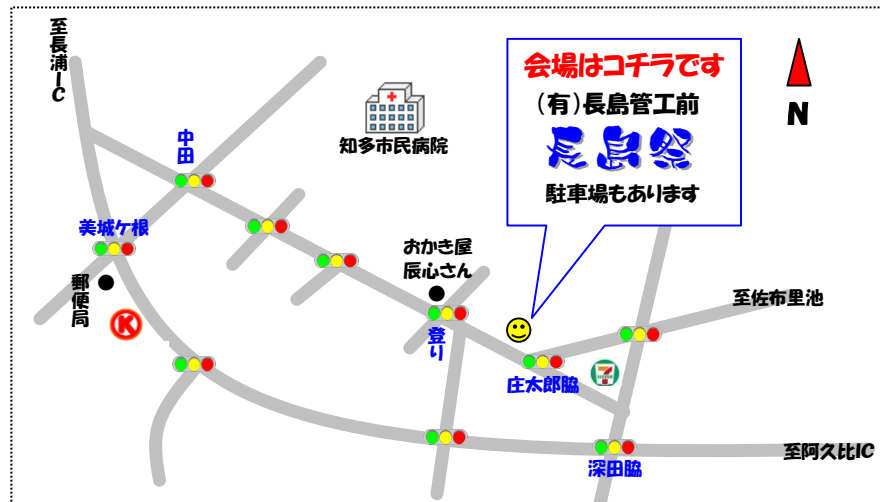 至長浦IC
会場はコチラです
(有)長島管工前
長島祭
駐車場もあります
N
中田
知多市民病院
美城ケ根
郵便局
K
おかき屋
辰心さん
至佐布里池
登り
庄太郎脇
7
ELEVEN
至阿久比IC
深田脇